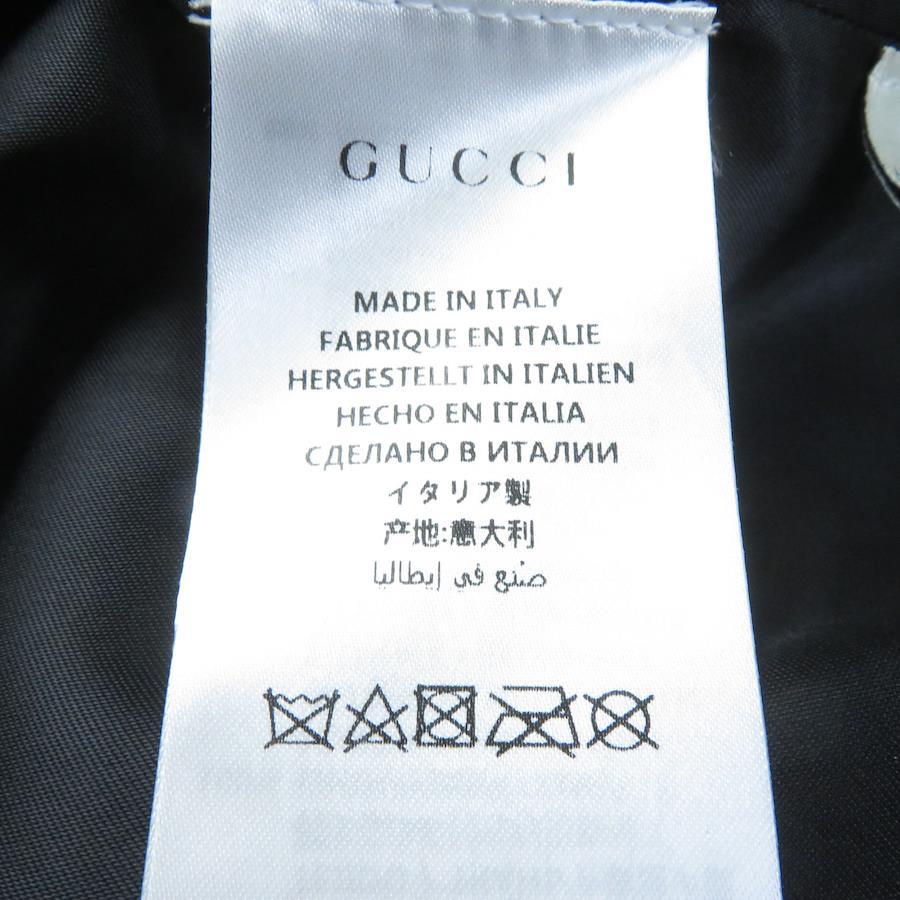 GUCCI
MADE IN ITALY
FABRIQUE EN ITALIE
HERGESTELLT IN ITALIEN
HECHO EN ITALIA
СДЕЛАНО В ИТАЛИИ
イタリア製
产地:意大利
صُنع في إيطاليا